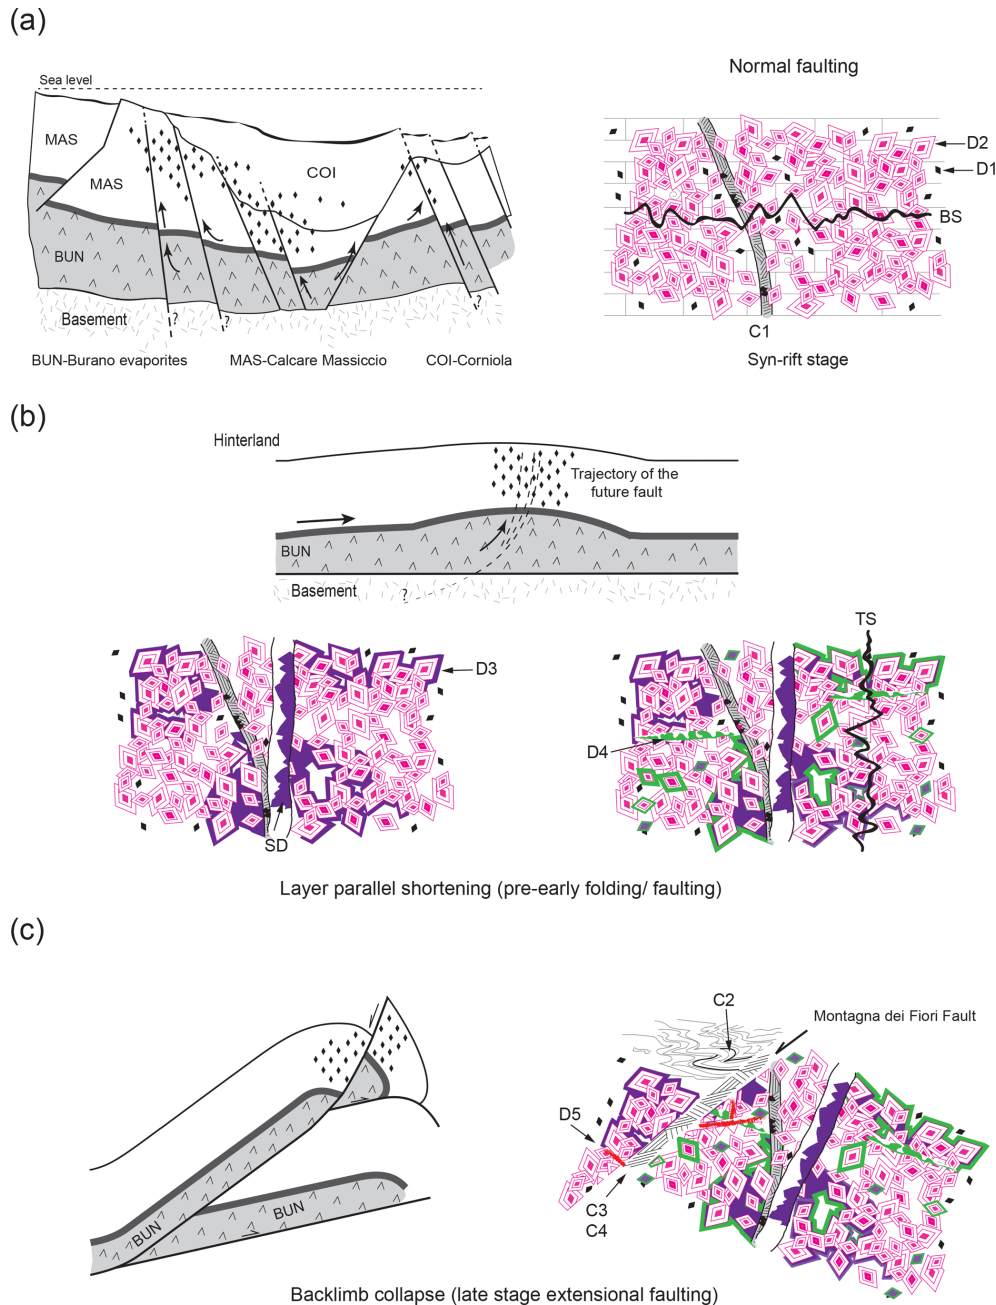 (a)
Sea level
MAS
MAS
COI
BUN
Basement
?
?
?
BUN-Burano evaporites
MAS-Calcare Massiccio
COI-Corniola
Normal faulting
D2
D1
BS
C1
Syn-rift stage
(b)
Hinterland
Trajectory of the
future fault
BUN
Basement
?
D3
SD
TS
D4
Layer parallel shortening (pre-early folding/ faulting)
(c)
BUN
BUN
C2
Montagna dei Fiori Fault
D5
C3
C4
Backlimb collapse (late stage extensional faulting)